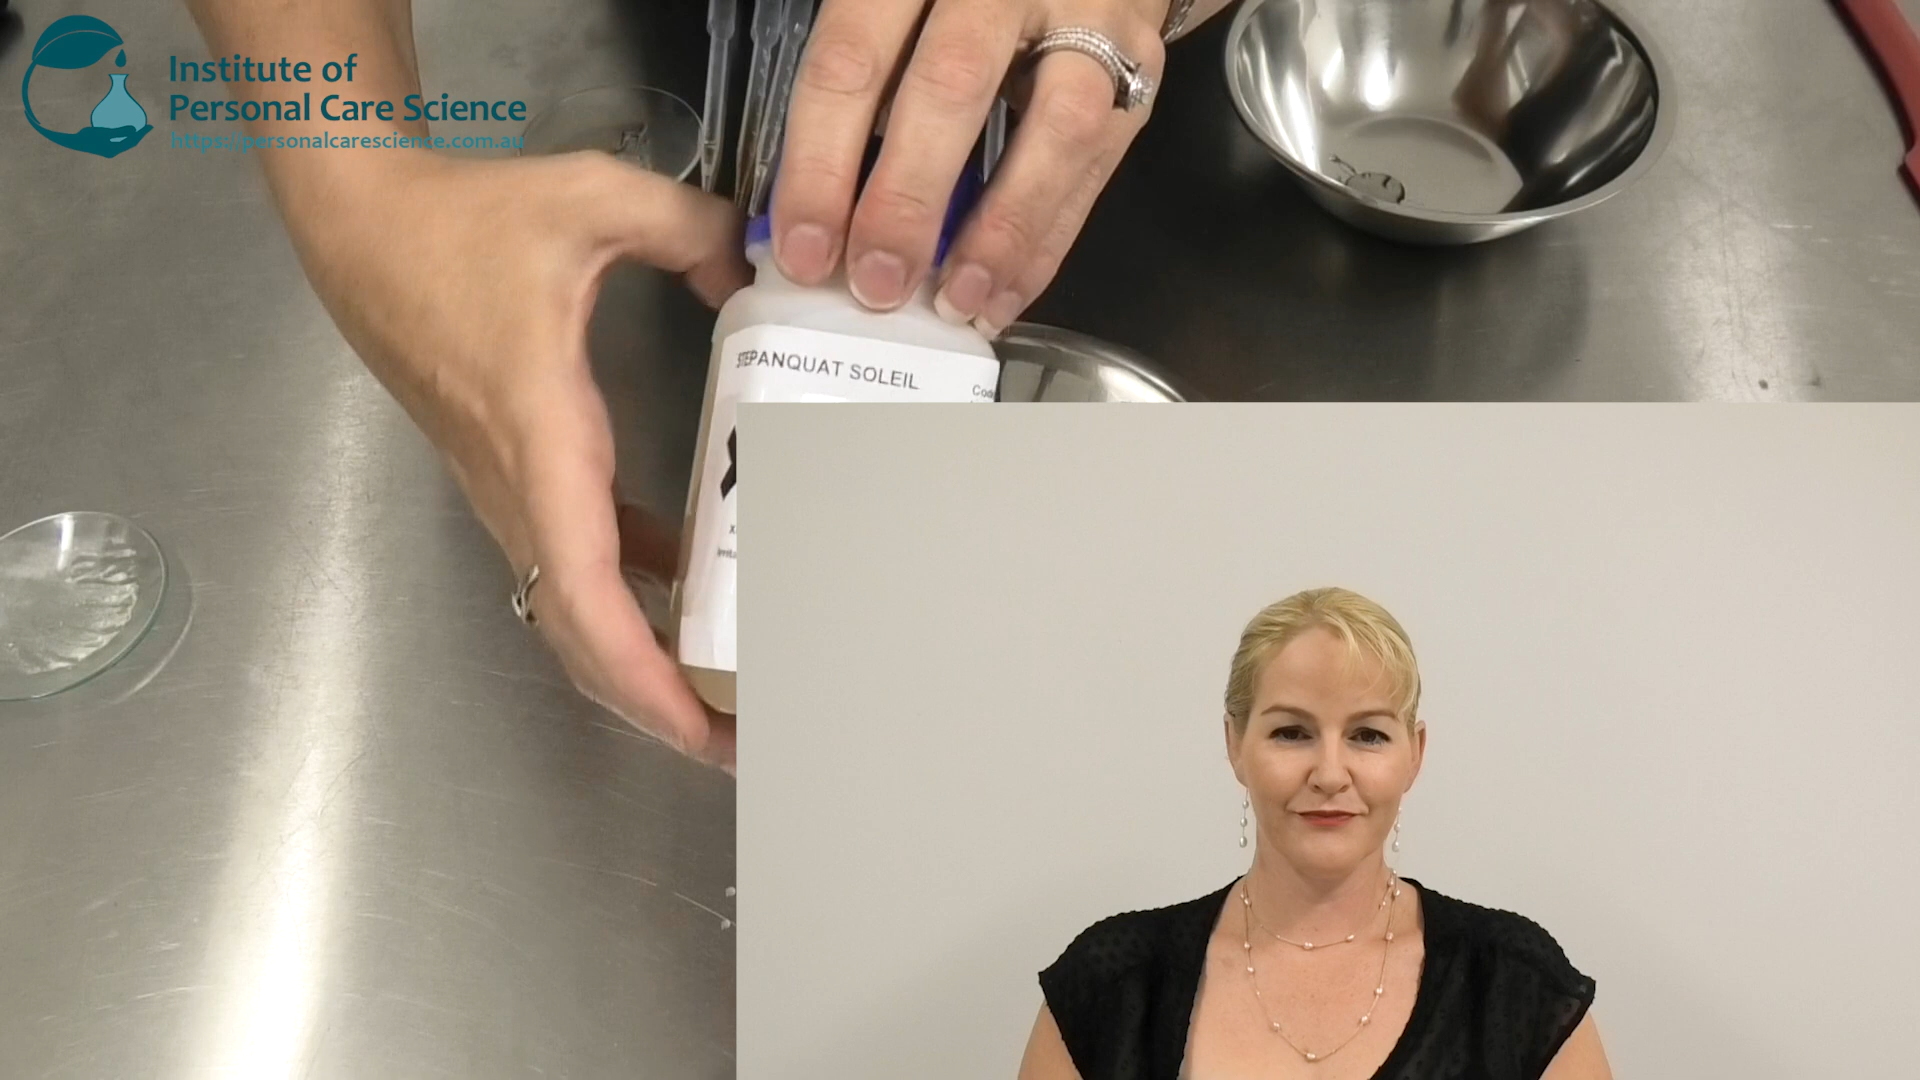 Institute of
Personal Care Science
https://personalcarescience.com.au
STEPANQUAT SOLEIL